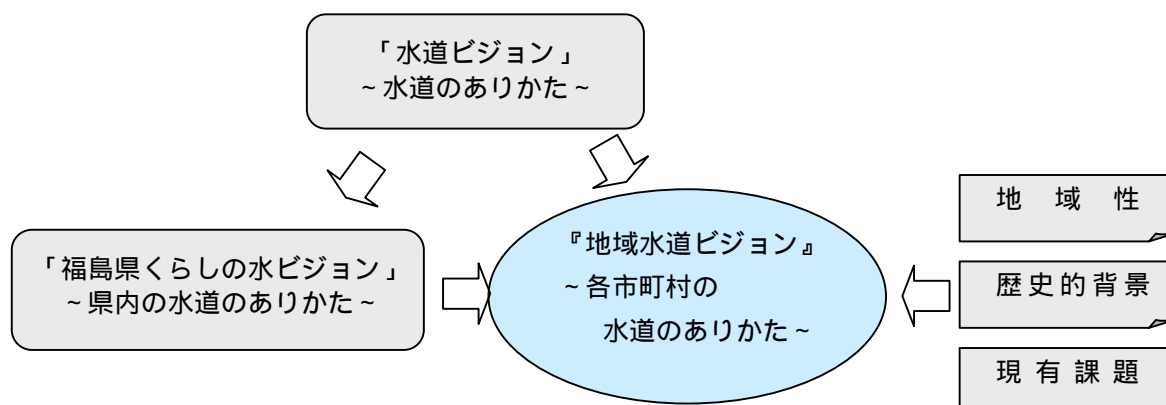 「水道ビジョン」
~水道のありかた~
「福島県くらしの水ビジョン」
~県内の水道のありかた~
『地域水道ビジョン』
~各市町村の
水道のありかた~
地域性
歴史的背景
現有課題